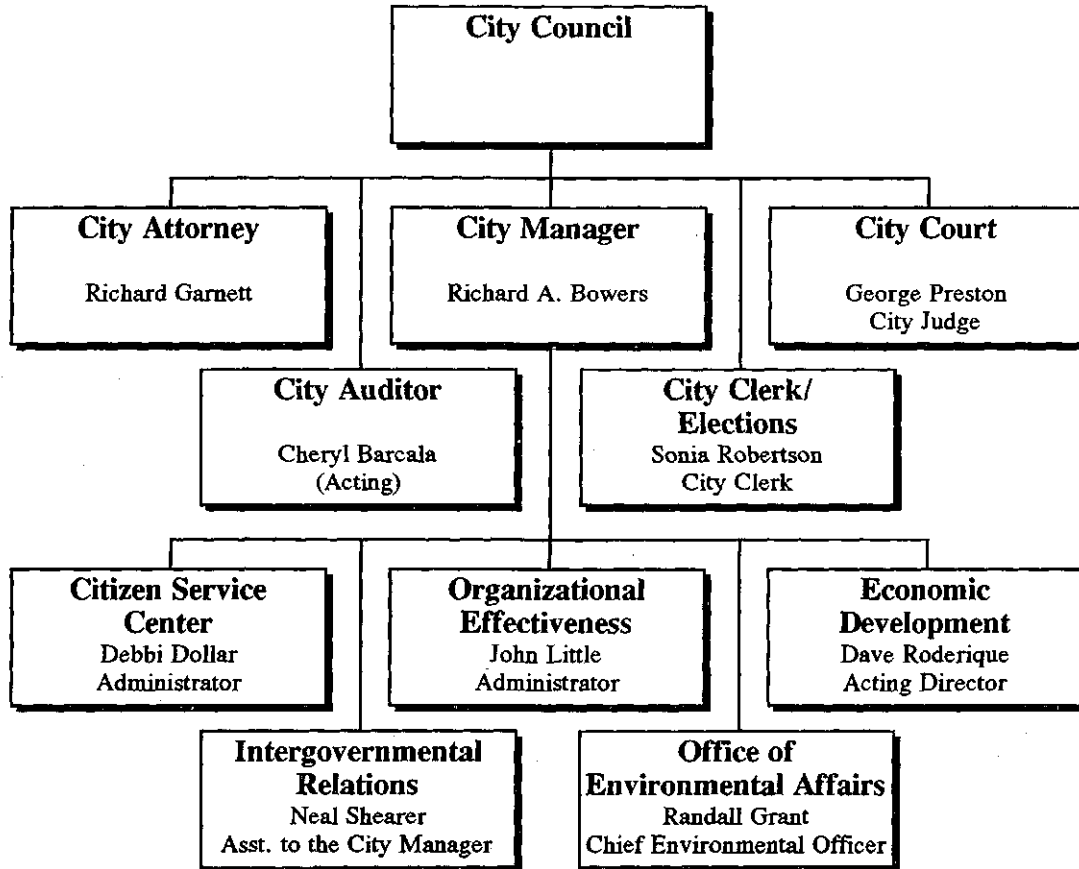 City Council
City Attorney
Richard Garnett
City Manager
Richard A. Bowers
City Court
George Preston
City Judge
City Auditor
Cheryl Barcala
(Acting)
City Clerk/
Elections
Sonia Robertson
City Clerk
Citizen Service
Center
Debbi Dollar
Administrator
Organizational
Effectiveness
John Little
Administrator
Economic
Development
Dave Roderique
Acting Director
Intergovernmental
Relations
Neal Shearer
Asst. to the City Manager
Office of
Environmental Affairs
Randall Grant
Chief Environmental Officer